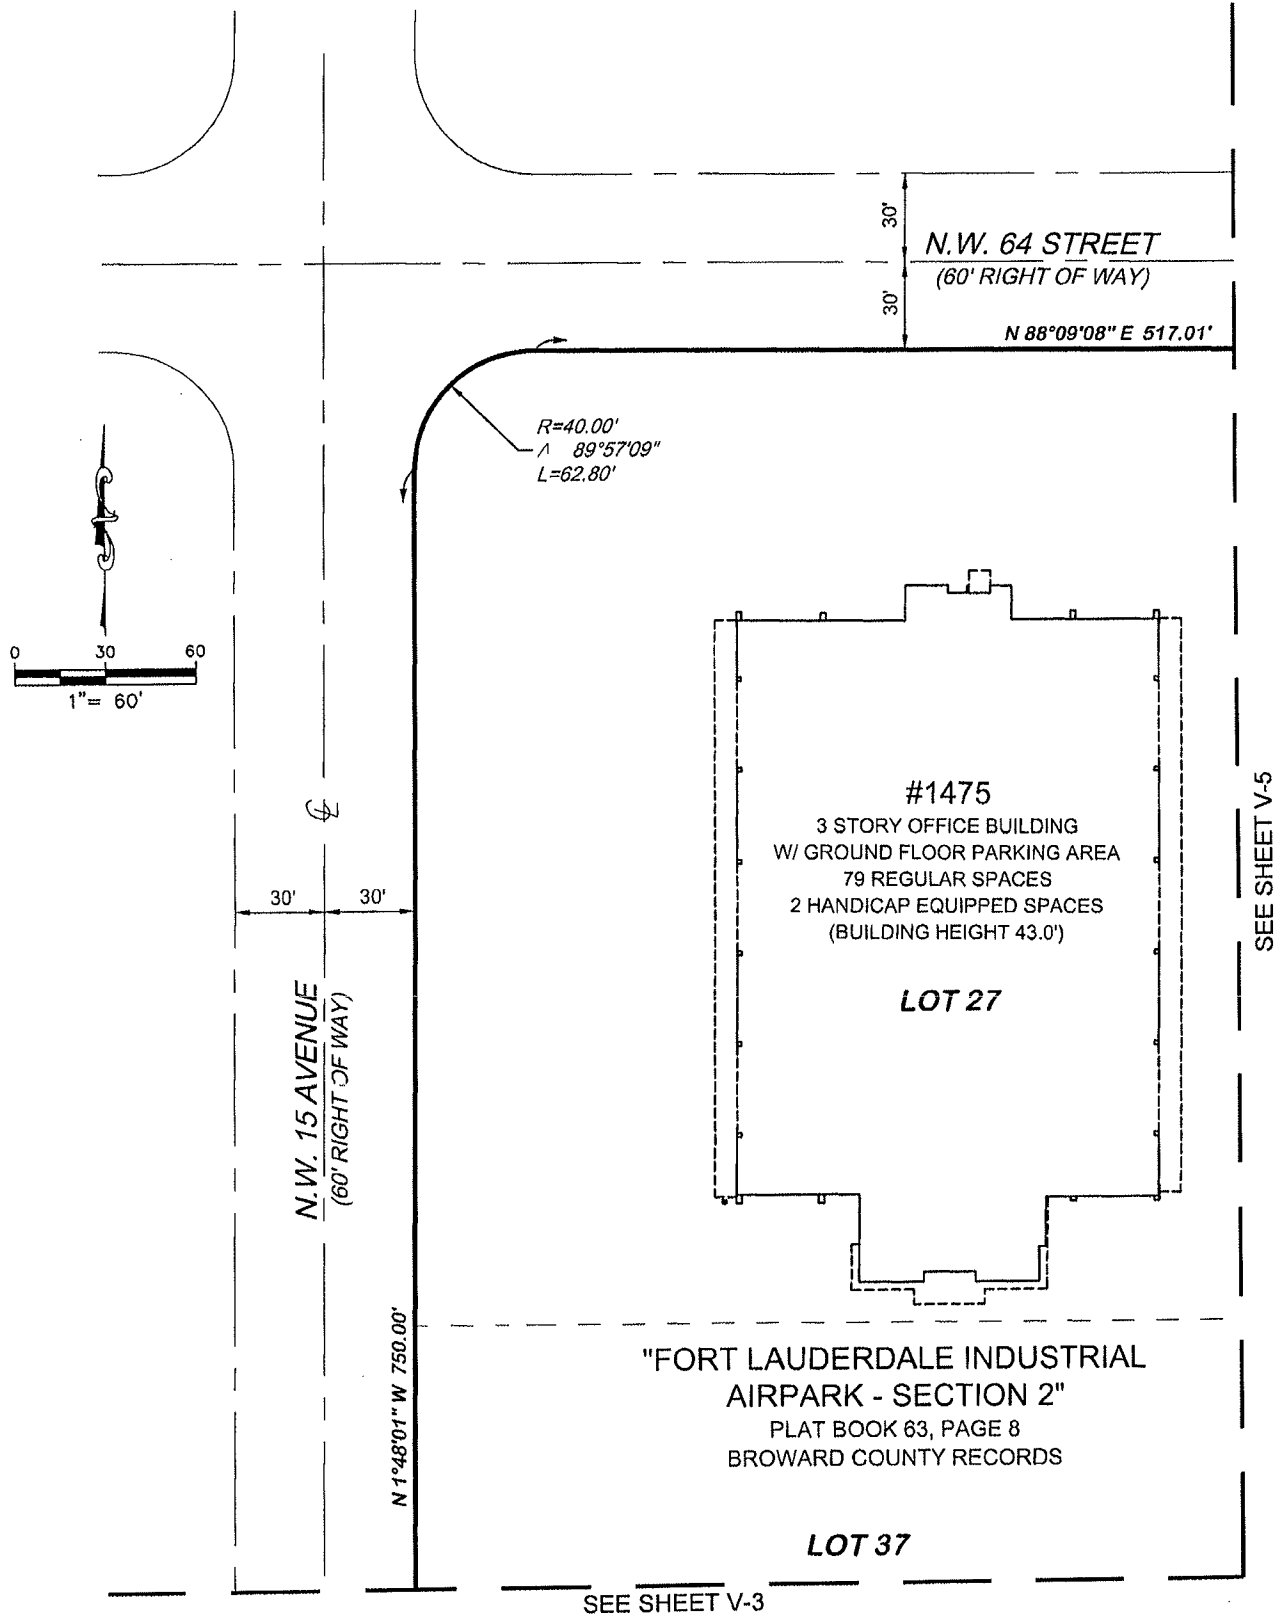 30'
N.W. 64 STREET
(60' RIGHT OF WAY)
30'
N 88°09'08" E 517.01'
R=40.00'
Δ 89°57'09"
L=62.80'
0 30 60
1"= 60'
℄
#1475
3 STORY OFFICE BUILDING
W/ GROUND FLOOR PARKING AREA
79 REGULAR SPACES
2 HANDICAP EQUIPPED SPACES
(BUILDING HEIGHT 43.0')
LOT 27
SEE SHEET V-5
30' 30'
N.W. 15 AVENUE
(60' RIGHT OF WAY)
N 1°48'01" W 750.00'
"FORT LAUDERDALE INDUSTRIAL
AIRPARK - SECTION 2"
PLAT BOOK 63, PAGE 8
BROWARD COUNTY RECORDS
LOT 37
SEE SHEET V-3